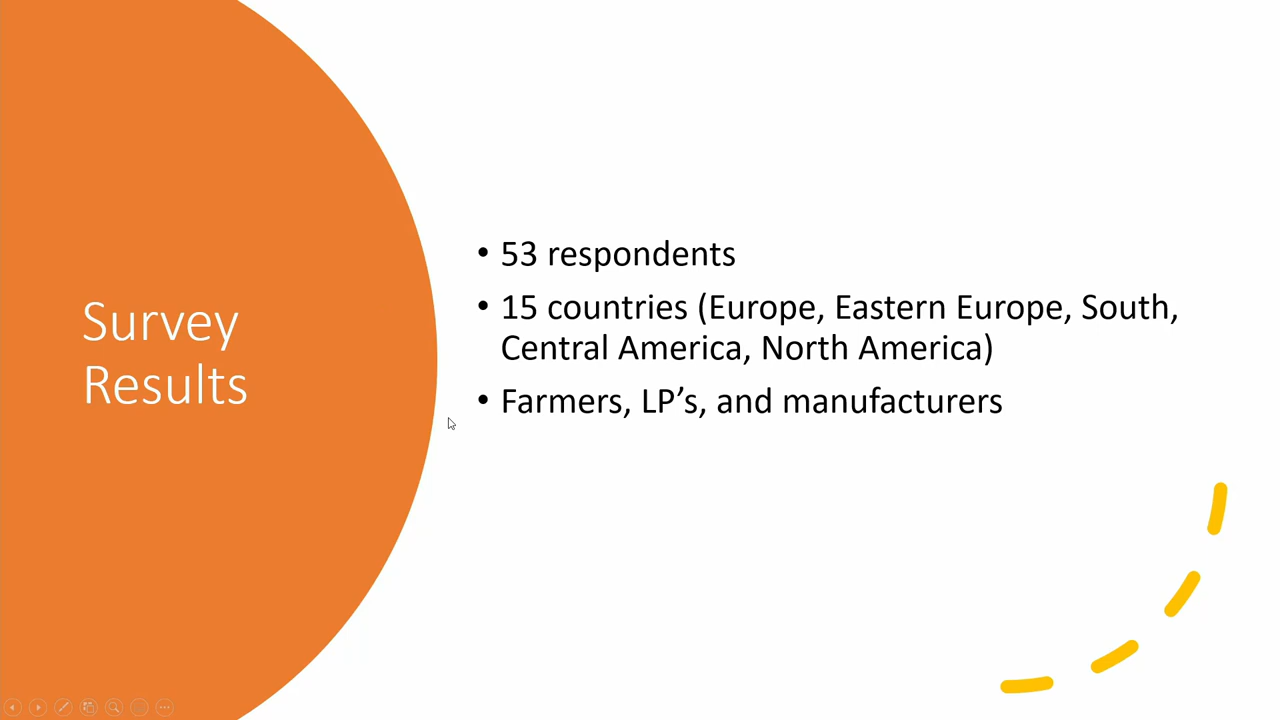 Survey
Results
• 53 respondents
• 15 countries (Europe, Eastern Europe, South,
Central America, North America)
• Farmers, LP’s, and manufacturers